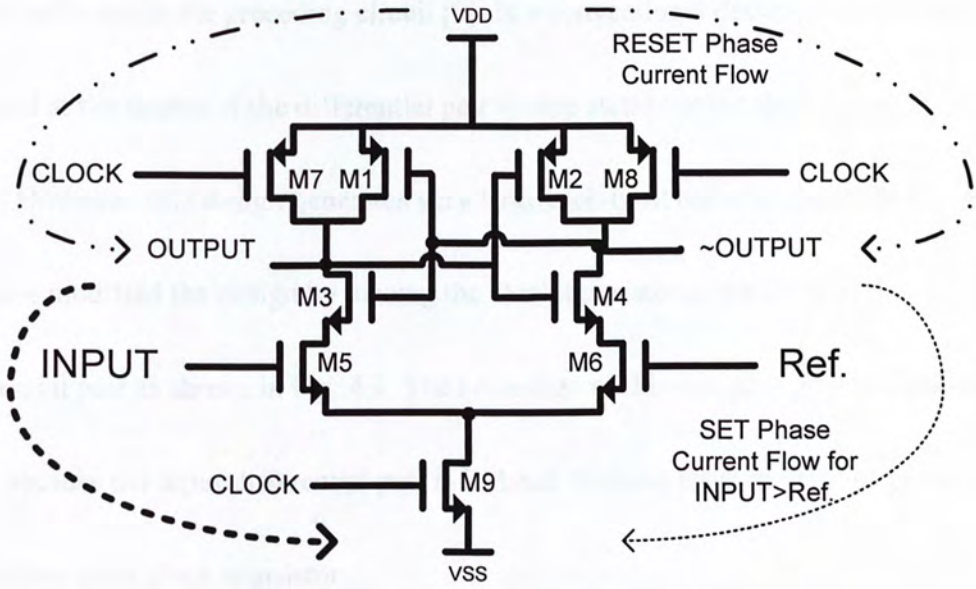 VDD
RESET Phase
Current Flow
CLOCK
M7 M1
M2 M8
CLOCK
OUTPUT
~OUTPUT
M3
M4
INPUT
M5
M6
Ref.
SET Phase
Current Flow for
INPUT>Ref.
CLOCK
M9
VSS